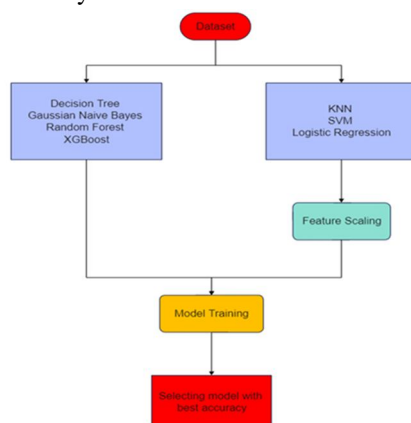 Dataset
Decision Tree
Gaussian Naive Bayes
Random Forest
XGBoost
KNN
SVM
Logistic Regression
Feature Scaling
Model Training
Selecting model with
best accuracy